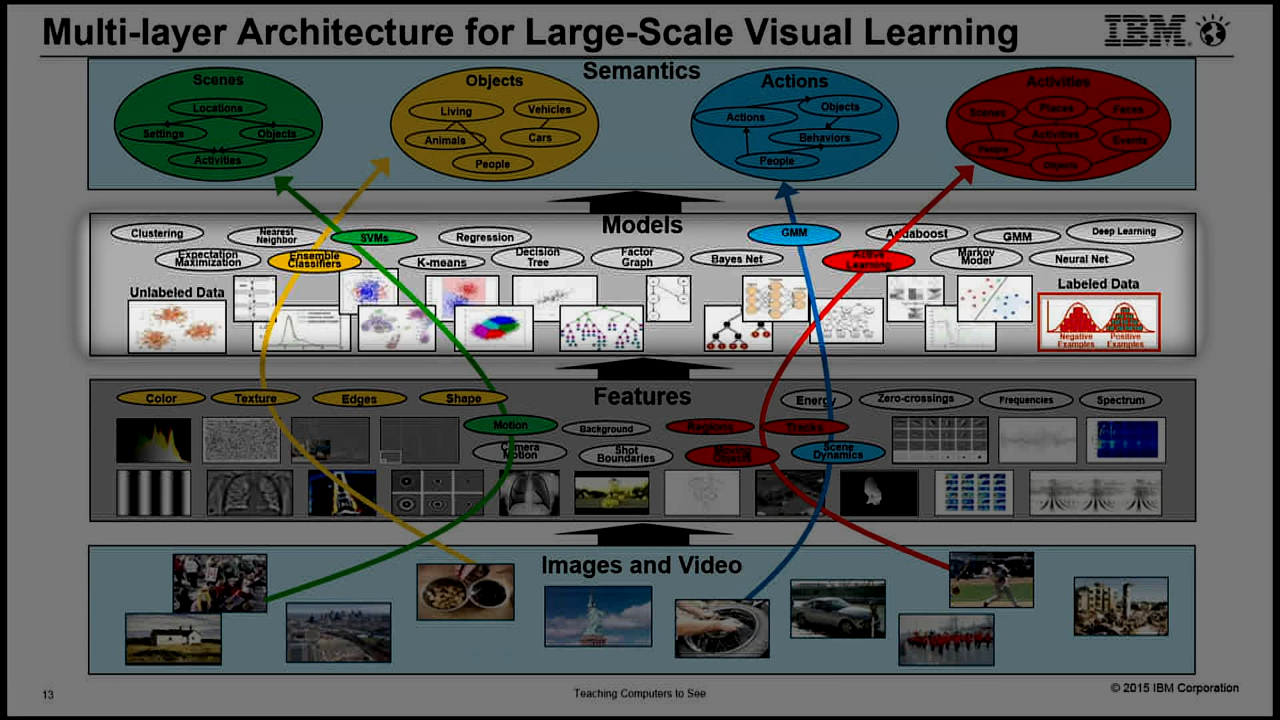 Multi-layer Architecture for Large-Scale Visual Learning
IBM
Semantics
Scenes
Locations
Settings
Objects
Activities
Objects
Living
Vehicles
Animals
Cars
People
Actions
Objects
Actions
Behaviors
People
Activities
Scenes
Places
Faces
Activities
Events
People
Objects
Models
Clustering
Nearest
Neighbor
SVMs
Regression
GMM
Adaboost
GMM
Deep Learning
Expectation
Maximization
Ensemble
Classifiers
K-means
Decision
Tree
Factor
Graph
Bayes Net
Active
Learning
Markov
Model
Neural Net
Unlabeled Data
Labeled Data
Negative
Examples
Positive
Examples
Features
Color
Texture
Edges
Shape
Energy
Zero-crossings
Frequencies
Spectrum
Motion
Background
Regions
Tracks
Camera
Motion
Shot
Boundaries
Moving
Objects
Scene
Dynamics
Images and Video
13
Teaching Computers to See
© 2015 IBM Corporation